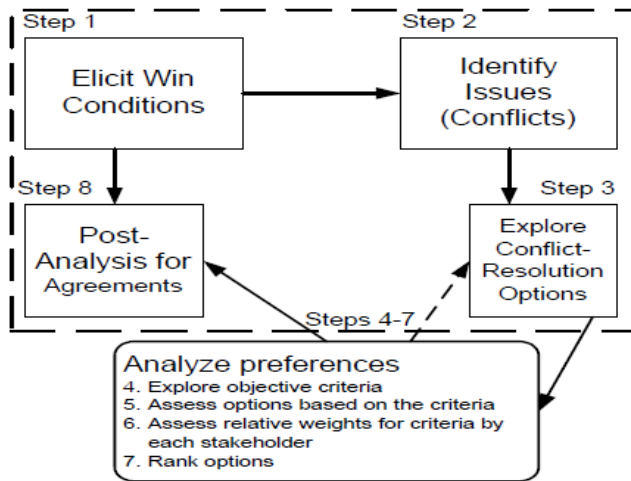 Step 1
Elicit Win
Conditions
Step 2
Identify
Issues
(Conflicts)
Step 8
Post-
Analysis for
Agreements
Step 3
Explore
Conflict-
Resolution
Options
Steps 4-7
Analyze preferences
4. Explore objective criteria
5. Assess options based on the criteria
6. Assess relative weights for criteria by
each stakeholder
7. Rank options